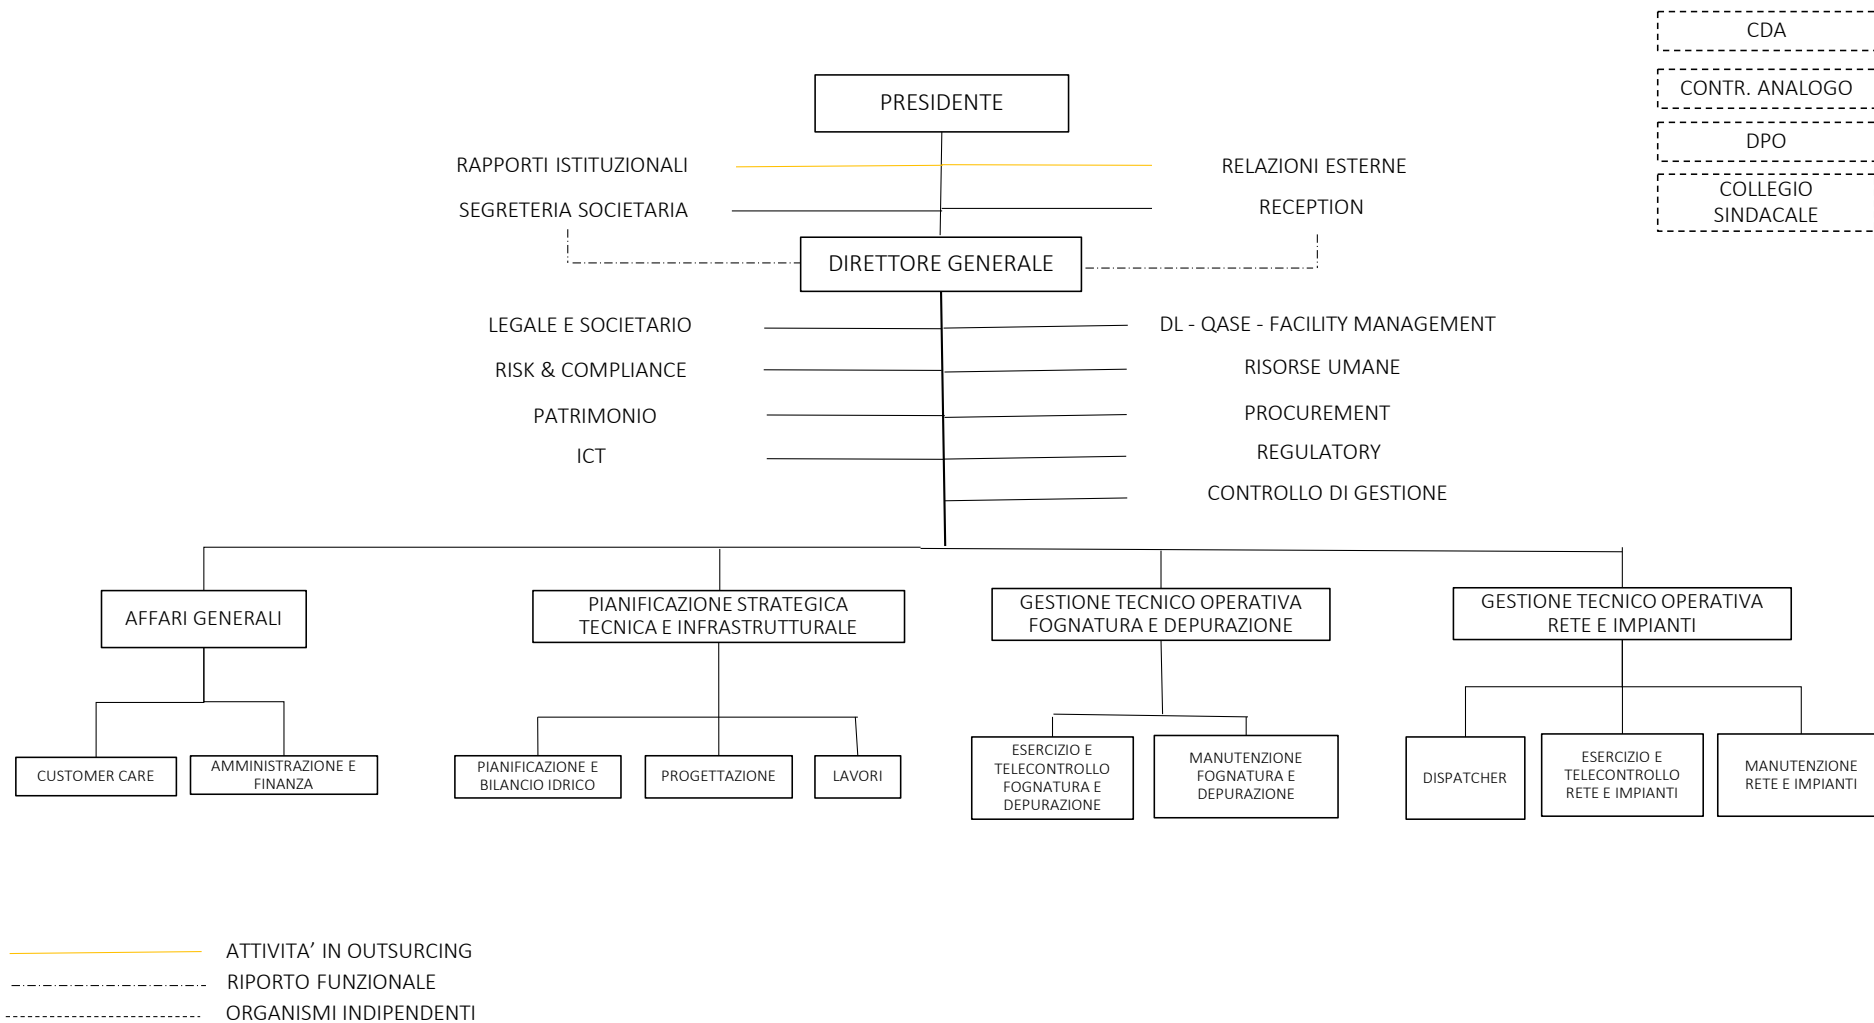 CDA
CONTR. ANALOGO
DPO
COLLEGIO
SINDACALE
PRESIDENTE
RAPPORTI ISTITUZIONALI
RELAZIONI ESTERNE
SEGRETERIA SOCIETARIA
RECEPTION
DIRETTORE GENERALE
LEGALE E SOCIETARIO
DL - QASE - FACILITY MANAGEMENT
RISK & COMPLIANCE
RISORSE UMANE
PATRIMONIO
PROCUREMENT
ICT
REGULATORY
CONTROLLO DI GESTIONE
AFFARI GENERALI
PIANIFICAZIONE STRATEGICA
TECNICA E INFRASTRUTTURALE
GESTIONE TECNICO OPERATIVA
FOGNATURA E DEPURAZIONE
GESTIONE TECNICO OPERATIVA
RETE E IMPIANTI
CUSTOMER CARE
AMMINISTRAZIONE E
FINANZA
PIANIFICAZIONE E
BILANCIO IDRICO
PROGETTAZIONE
LAVORI
ESERCIZIO E
TELECONTROLLO
FOGNATURA E
DEPURAZIONE
MANUTENZIONE
FOGNATURA E
DEPURAZIONE
DISPATCHER
ESERCIZIO E
TELECONTROLLO
RETE E IMPIANTI
MANUTENZIONE
RETE E IMPIANTI
ATTIVITA’ IN OUTSURCING
RIPORTO FUNZIONALE
ORGANISMI INDIPENDENTI